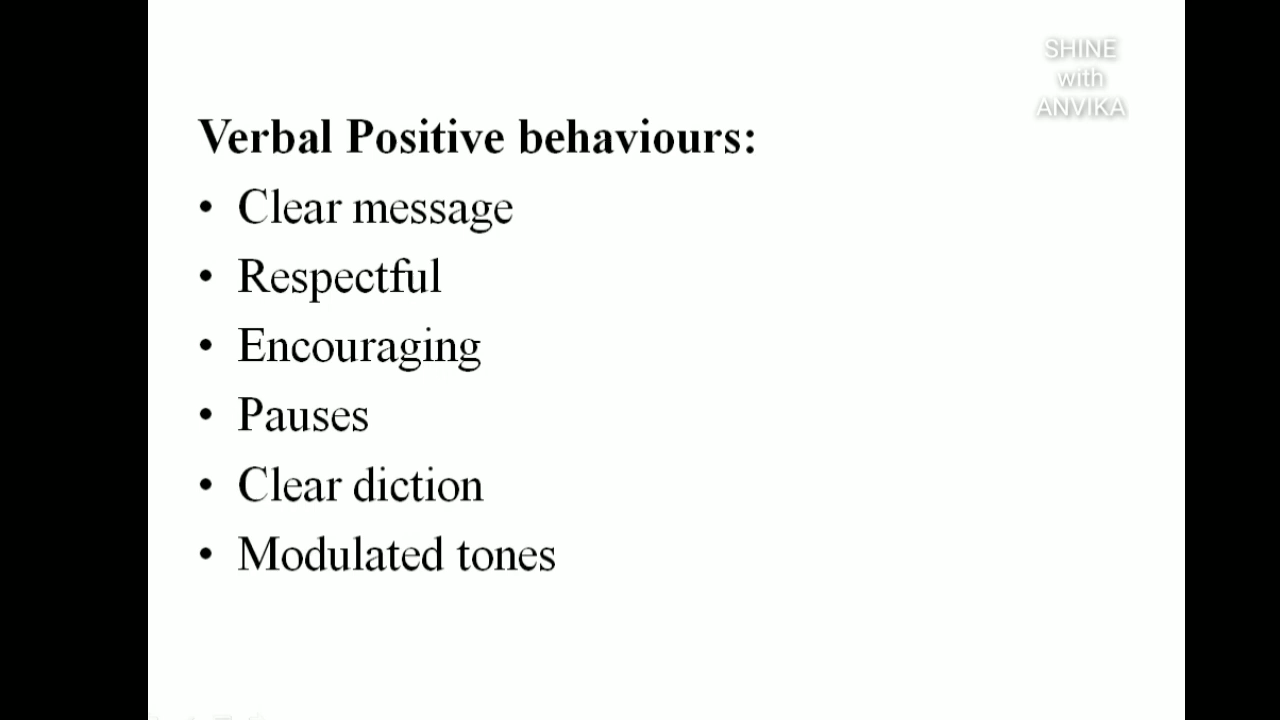 SHINE
with
ANVIKA
Verbal Positive behaviours:
• Clear message
• Respectful
• Encouraging
• Pauses
• Clear diction
• Modulated tones